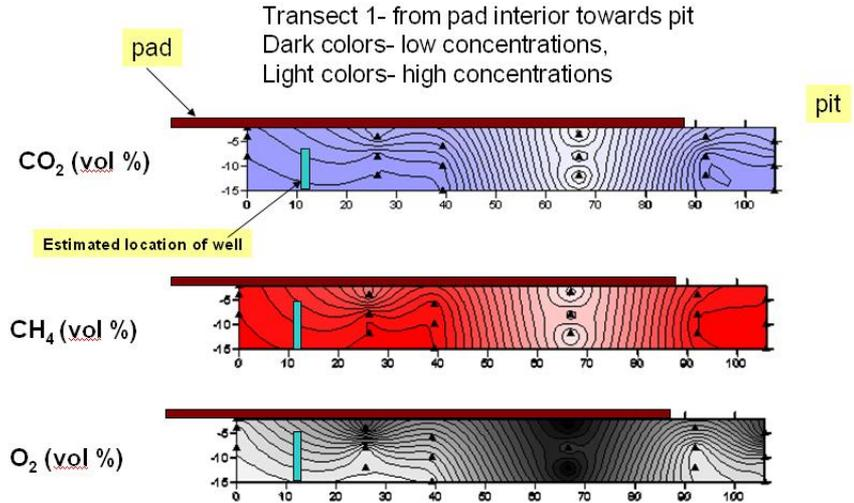 Transect 1- from pad interior towards pit
Dark colors- low concentrations,
Light colors- high concentrations
pad
pit
CO₂ (vol %)
-5
-10
-15
0 10 20 30 40 50 60 70 80 90 100
Estimated location of well
CH₄ (vol %)
-5
-10
-15
0 10 20 30 40 50 60 70 80 90 100
O₂ (vol %)
-5
-10
-15
0 10 20 30 40 50 60 70 80 90 100